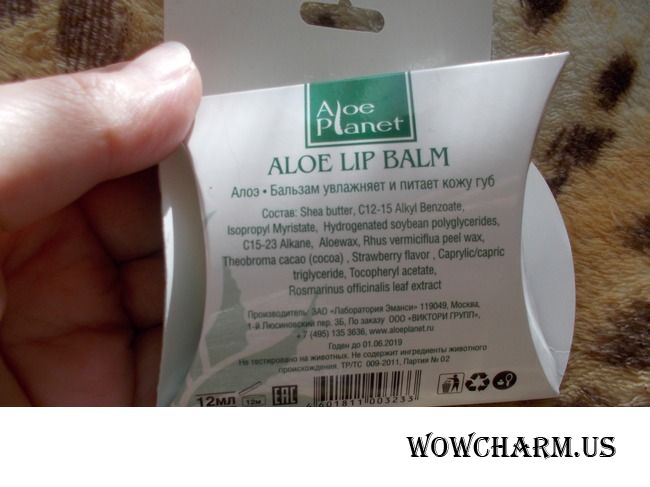 Aloe
Planet
ALOE LIP BALM
Алоэ • Бальзам увлажняет и питает кожу губ
Состав: Shea butter, C12-15 Alkyl Benzoate,
Isopropyl Myristate, Hydrogenated soybean polyglycerides,
C15-23 Alkane, Aloewax, Rhus vermiciflua peel wax,
Theobroma cacao (cocoa) , Strawberry flavor , Caprylic/capric
triglyceride, Tocopheryl acetate,
Rosmarinus officinalis leaf extract
Производитель ЗАО «Лаборатория Эманси» 119049, Москва,
1-й Люсиновский пер. 3Б, По заказу ООО «ВИКТОРИ ГРУПП»,
+7 (495) 135 3636, www.aloeplanet.ru
Годен до 01.06.2019
Не тестировано на животных. Не содержит ингредиенты животного
происхождения. ТР/ТС 009-2011, Партия № 02
12МЛ 12М EAC
4601811003233
WOWCHARM.US